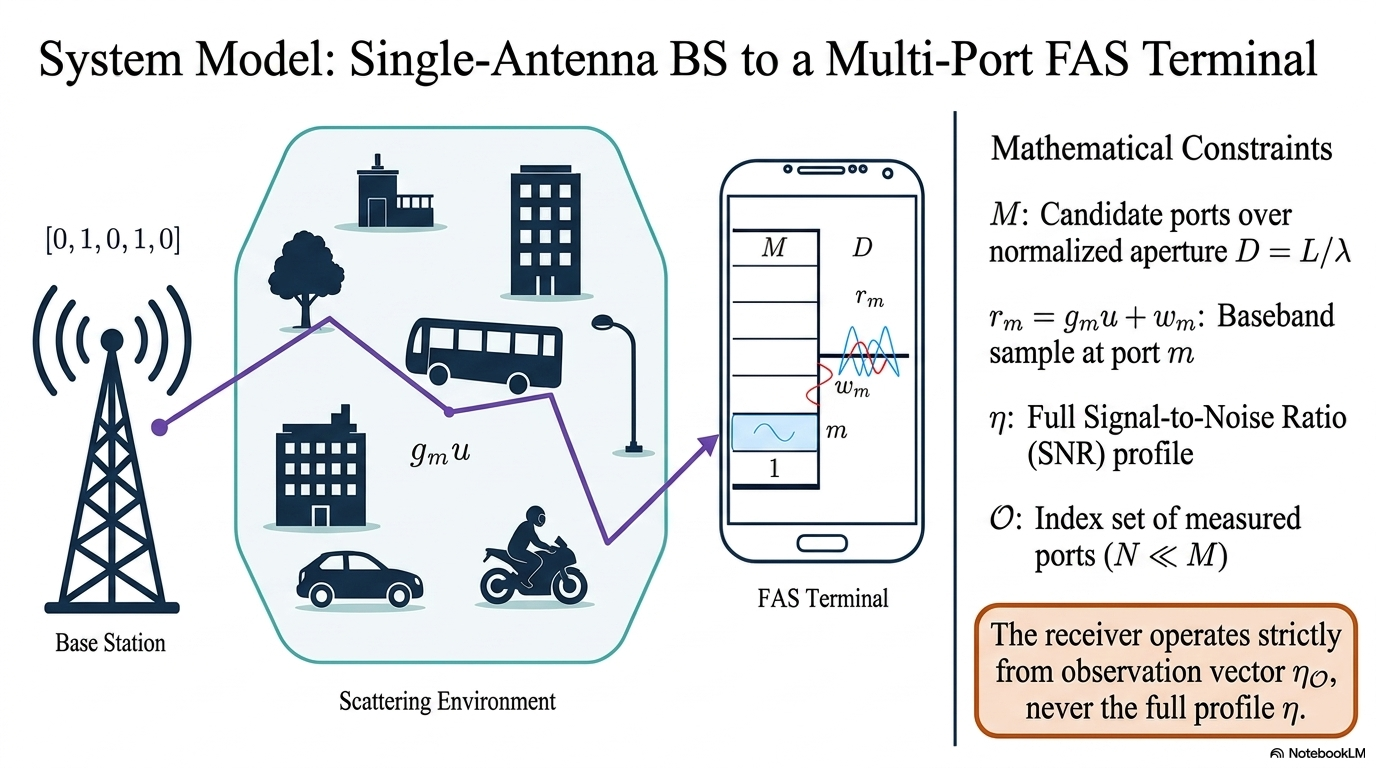 System Model: Single-Antenna BS to a Multi-Port FAS Terminal
[0, 1, 0, 1, 0]
Base Station
g_m u
Scattering Environment
M
D
r_m
w_m
m
1
FAS Terminal
Mathematical Constraints
M: Candidate ports over
normalized aperture D = L/λ
r_m = g_m u + w_m: Baseband
sample at port m
η: Full Signal-to-Noise Ratio
(SNR) profile
𝒪: Index set of measured
ports (N ≪ M)
The receiver operates strictly
from observation vector η_𝒪,
never the full profile η.
NotebookLM